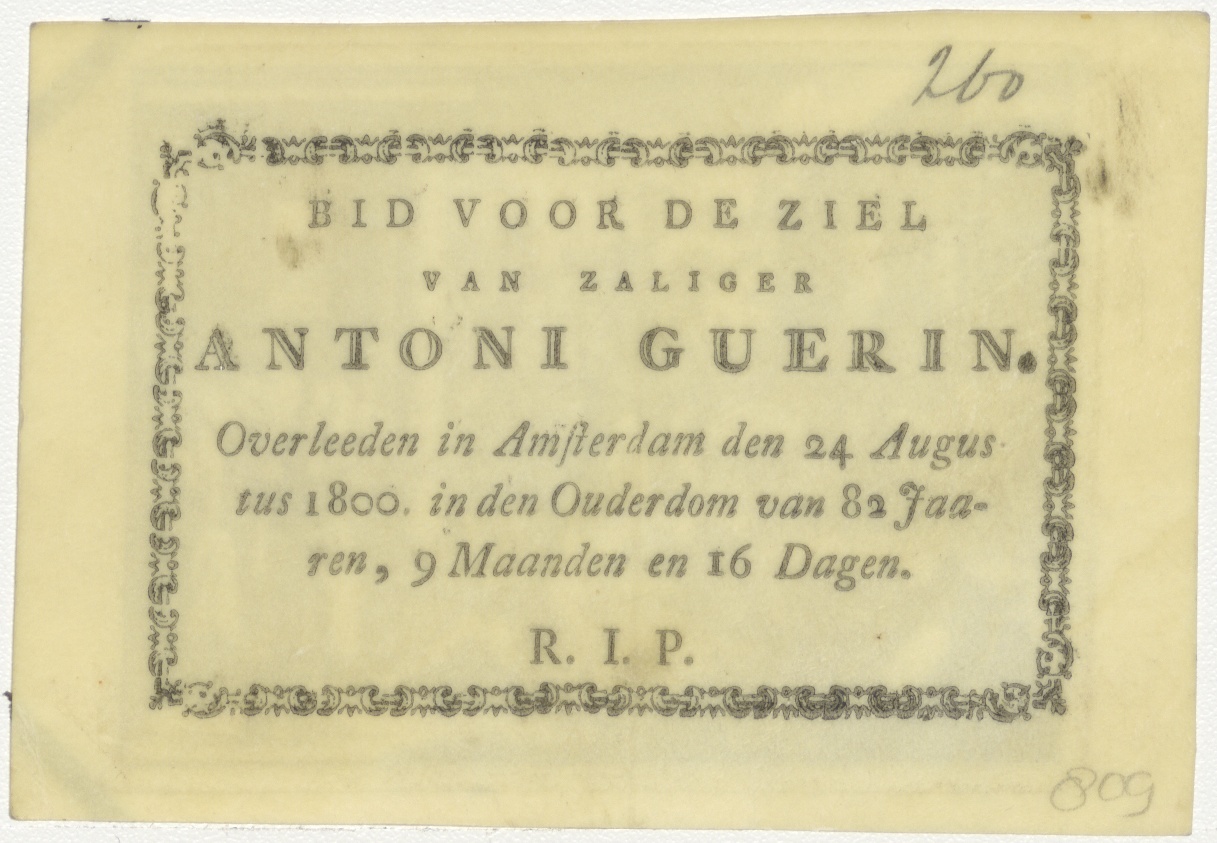 260
BID VOOR DE ZIEL
VAN ZALIGER
ANTONI GUERIN.
Overleeden in Amſterdam den 24 Augus-
tus 1800. in den Ouderdom van 82 Jaa-
ren, 9 Maanden en 16 Dagen.
R. I. P.
809